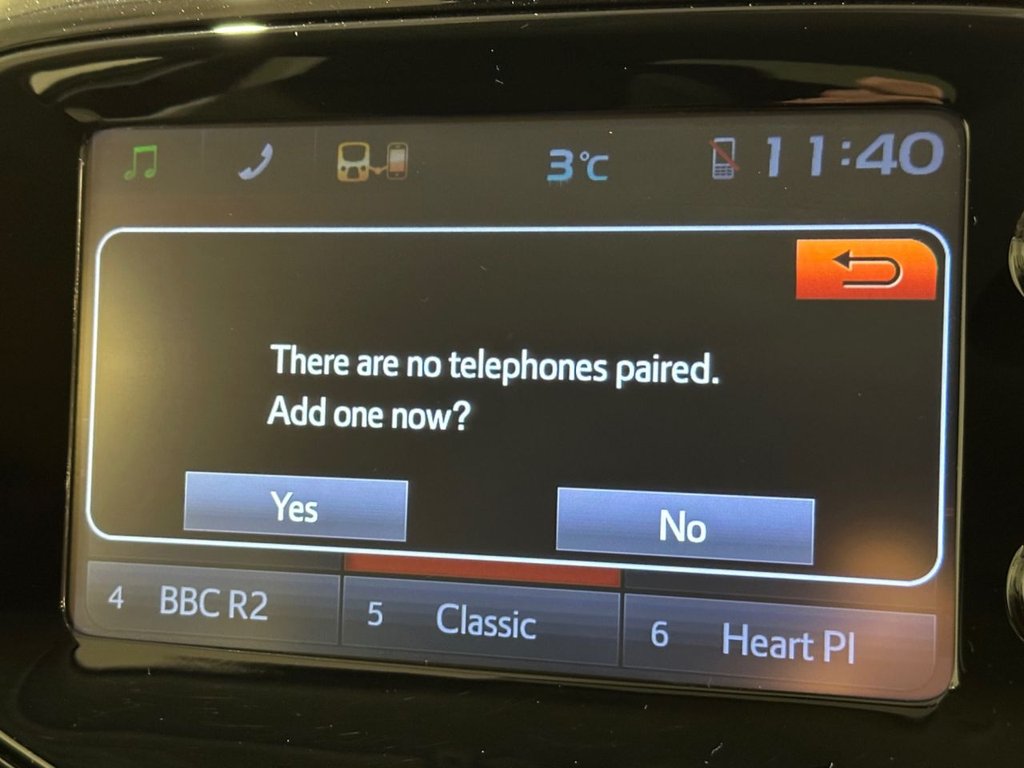 3°C 11:40
There are no telephones paired.
Add one now?
Yes No
4 BBC R2 5 Classic 6 Heart Pl